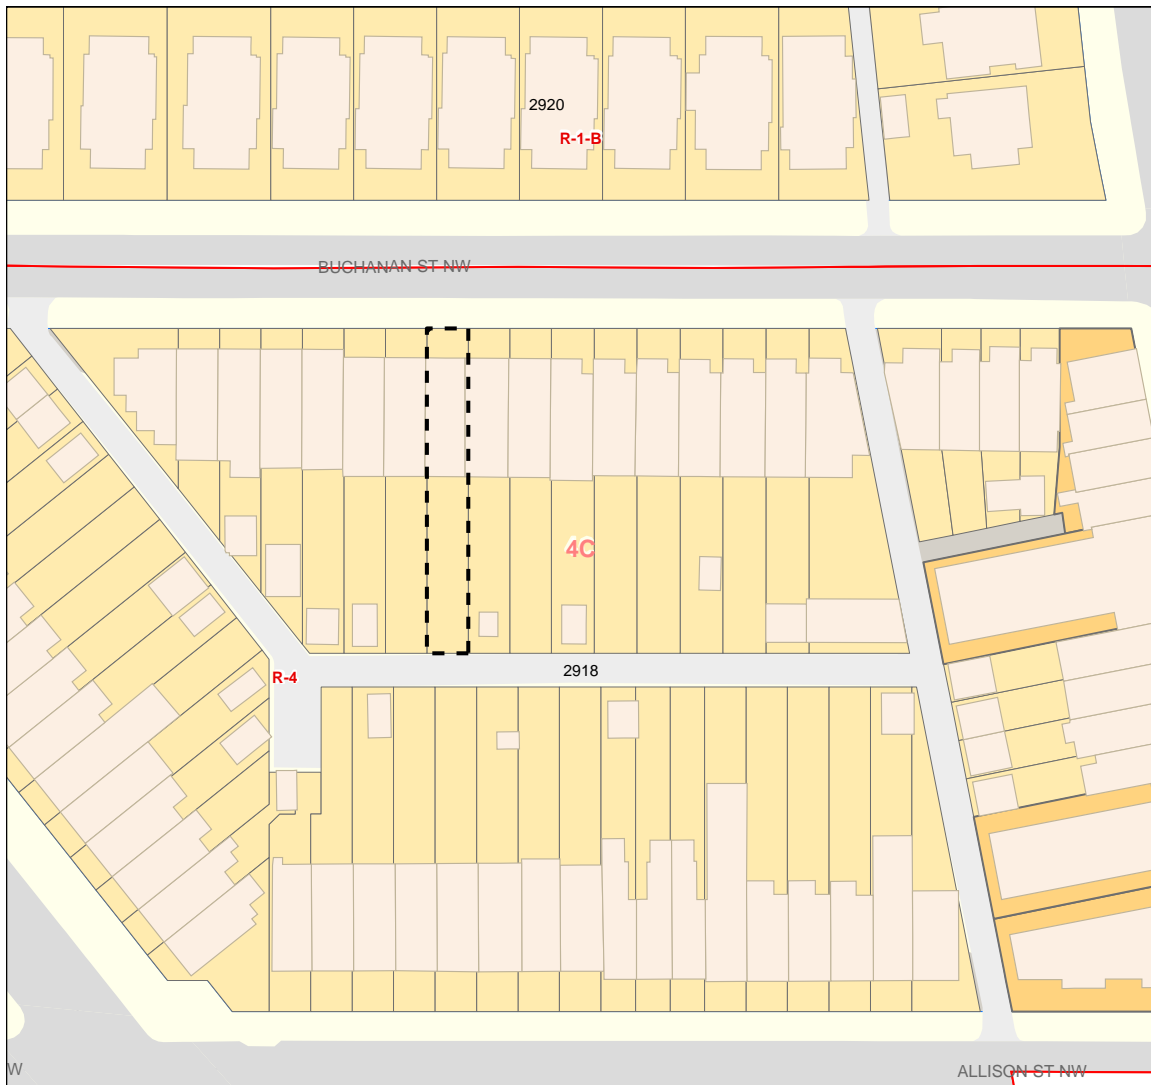 2920
R-1-B
BUCHANAN ST NW
4C
2918
R-4
W
ALLISON ST NW